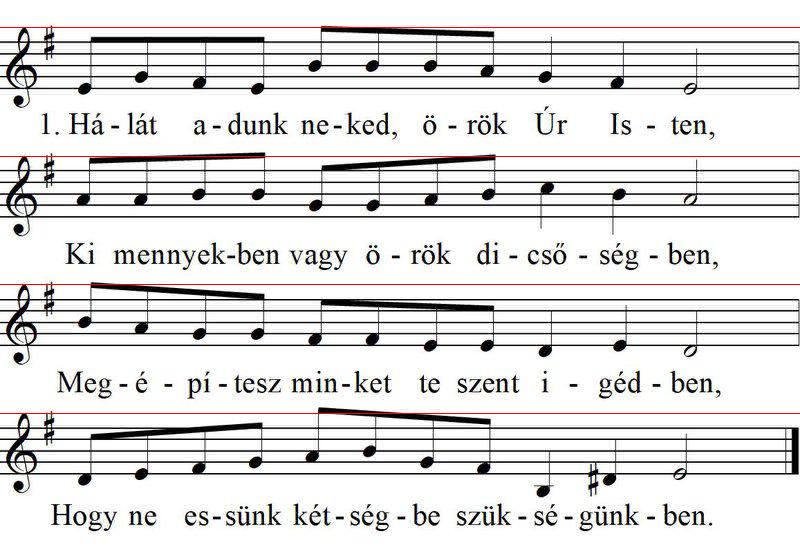 1. Há - lát a - dunk ne - ked, ö - rök Úr Is - ten,
Ki mennyek-ben vagy ö - rök di - cső - ség - ben,
Meg - é - pí - tesz min-ket te szent i - géd - ben,
Hogy ne es - sünk két - ség - be szük - sé - günk - ben.